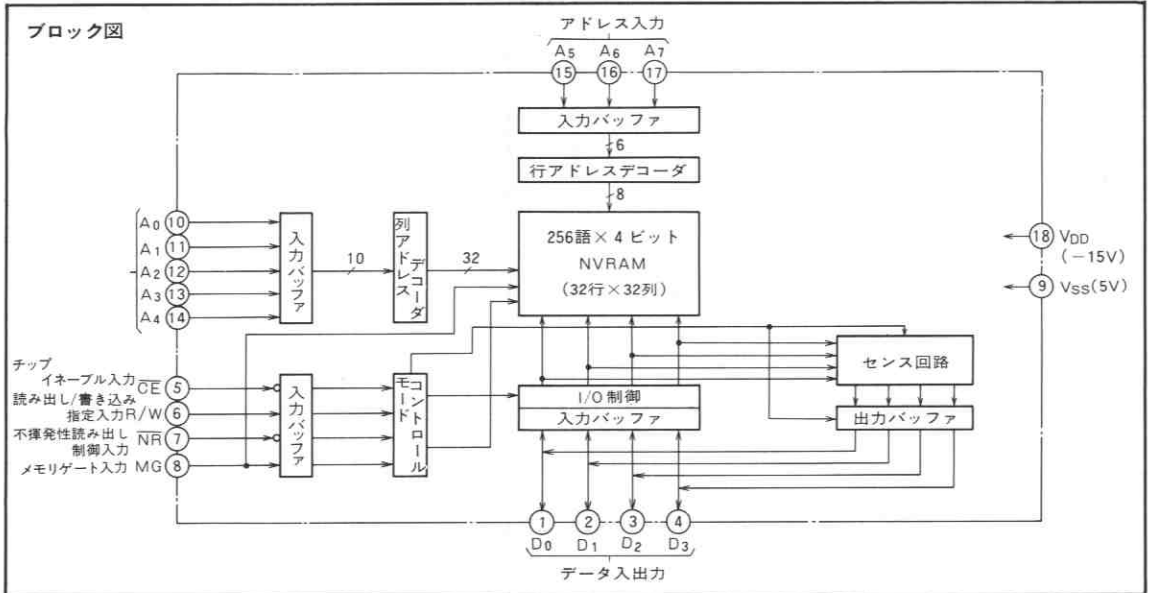 ブロック図
アドレス入力
A5 A6 A7
15 16 17
入力バッファ
6
行アドレスデコーダ
8
256語×4ビット
NVRAM
(32行×32列)
A0 10
A1 11
A2 12
A3 13
A4 14
入力バッファ
10
列アドレス
デコーダ
32
18 VDD
(−15V)
9 VSS(5V)
チップ
イネーブル入力 C̅E̅ 5
読み出し/書き込み
指定入力 R/W 6
不揮発性読み出し
制御入力 N̅R̅ 7
メモリゲート入力 MG 8
入力バッファ
モード
コントロール
I/O制御
入力バッファ
センス回路
出力バッファ
1 2 3 4
D0 D1 D2 D3
データ入出力